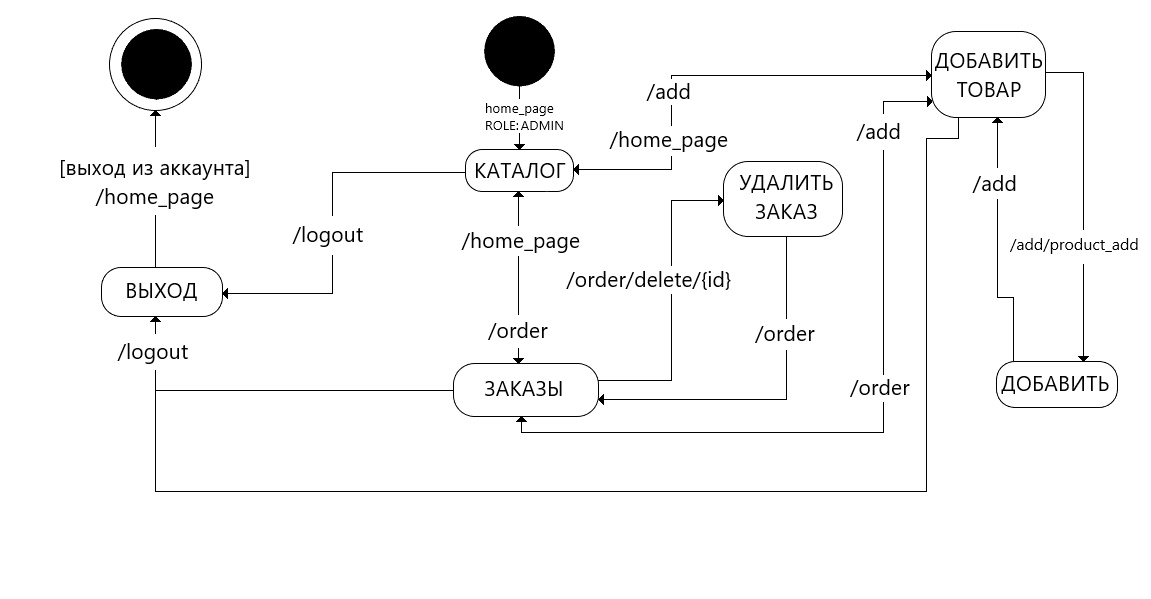 home_page
ROLE:ADMIN
КАТАЛОГ
/add
/home_page
ДОБАВИТЬ
ТОВАР
/add
[выход из аккаунта]
/home_page
УДАЛИТЬ
ЗАКАЗ
/add
/logout
/home_page
/add/product_add
/order/delete/{id}
ВЫХОД
/order
/order
/logout
ЗАКАЗЫ
/order
ДОБАВИТЬ